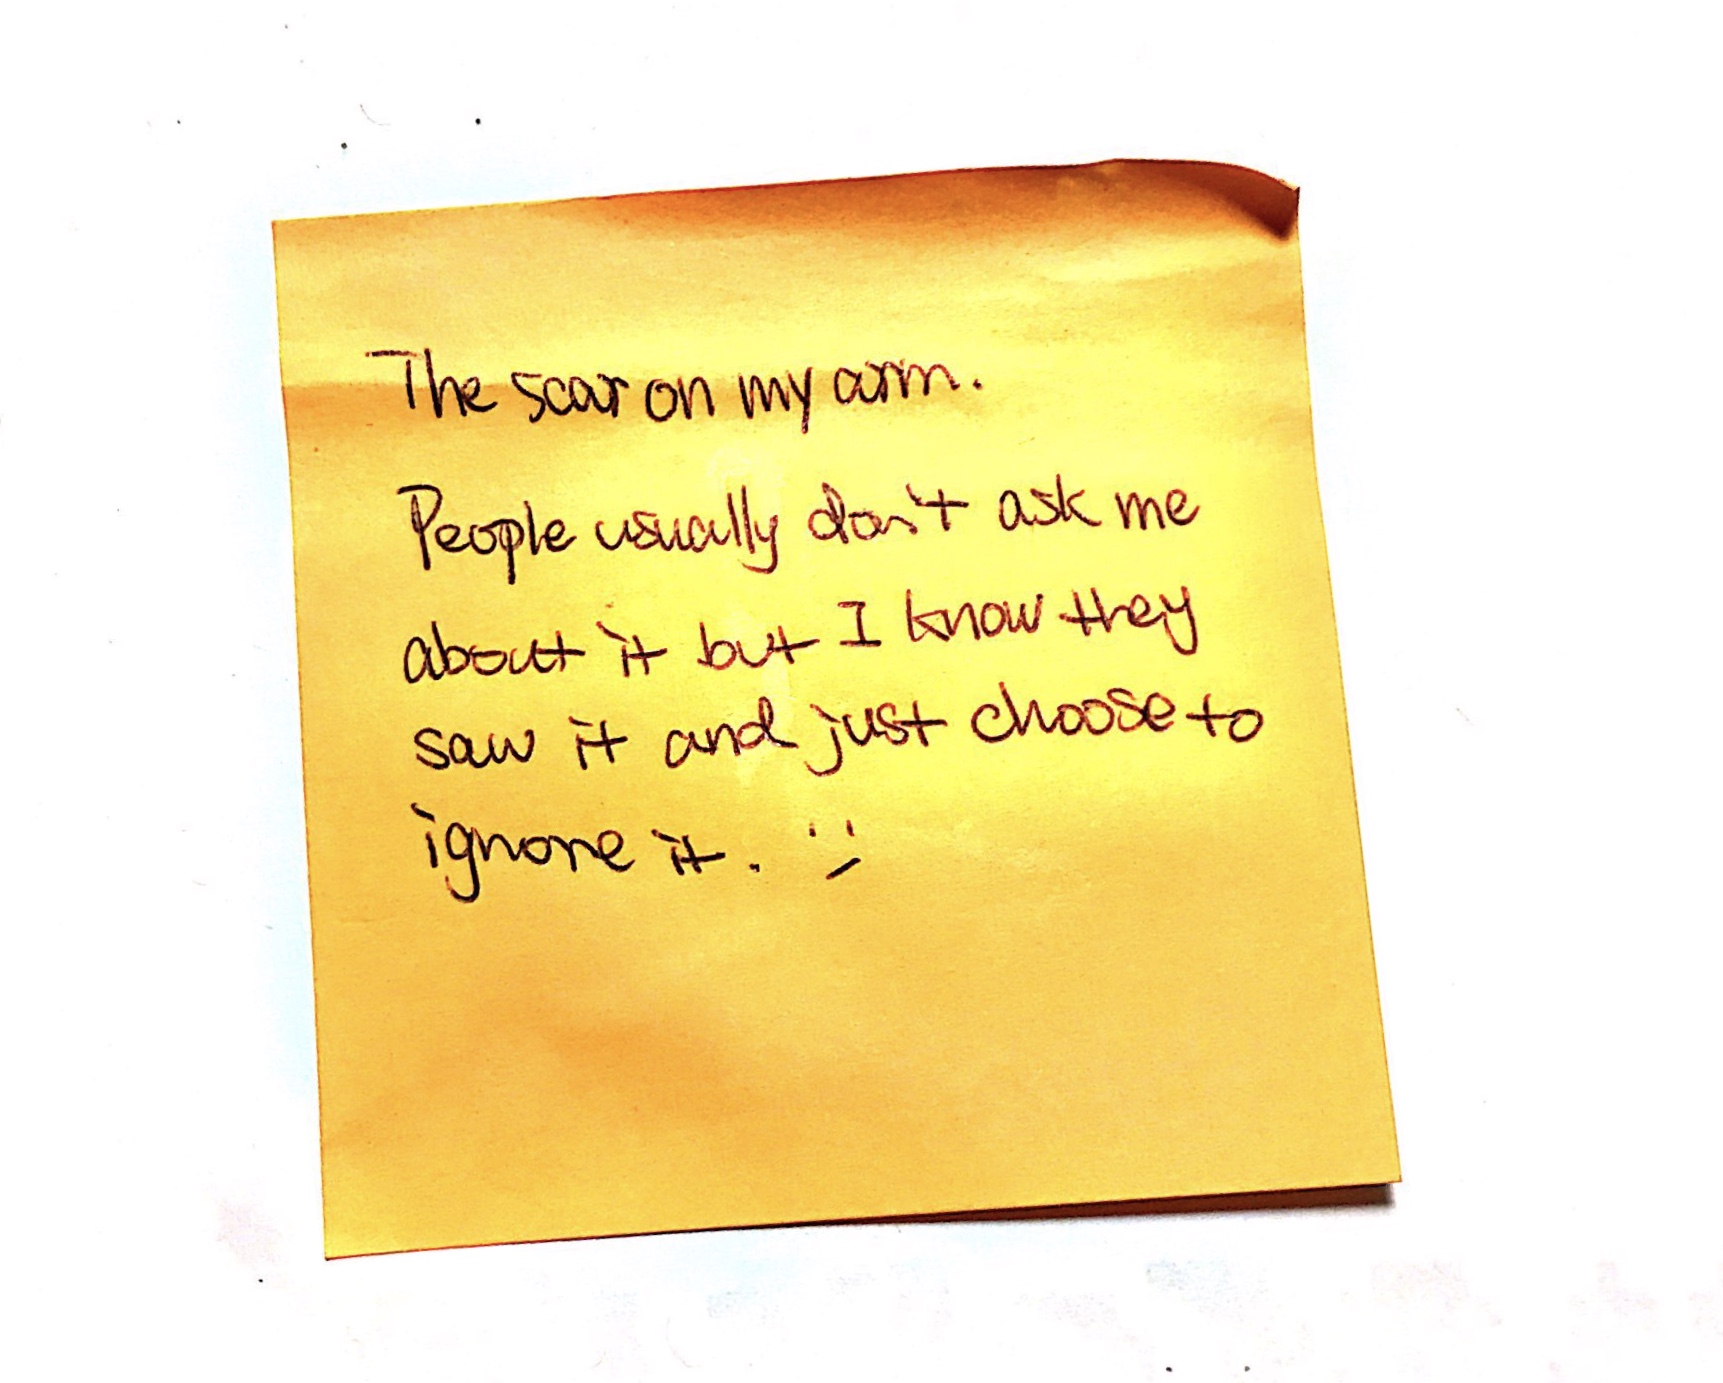 The scar on my arm.
People usually don't ask me
about it but I know they
saw it and just choose to
ignore it. :/